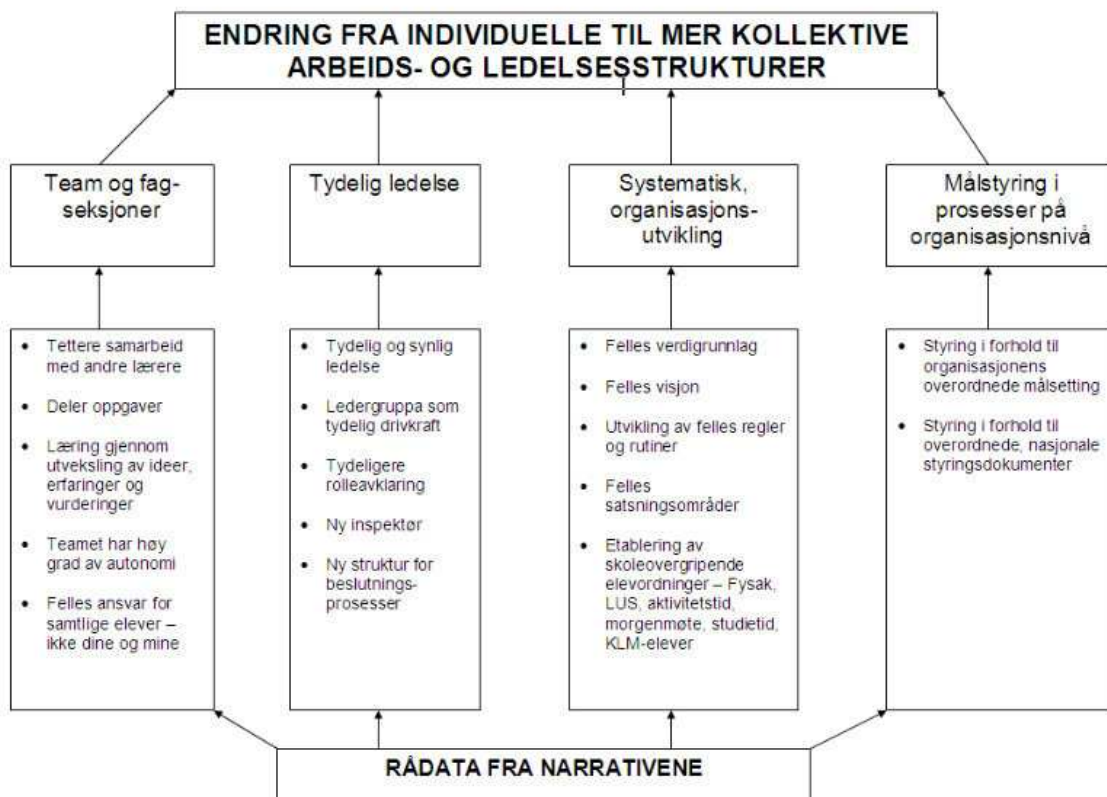 ENDRING FRA INDIVIDUELLE TIL MER KOLLEKTIVE
ARBEIDS- OG LEDELSESSTRUKTURER
Team og fag-
seksjoner
Tydelig ledelse
Systematisk,
organisasjons-
utvikling
Målstyring i
prosesser på
organisasjonsnivå
• Tettere samarbeid
med andre lærere
• Deler oppgaver
• Læring gjennom
utveksling av ideer,
erfaringer og
vurderinger
• Teamet har høy
grad av autonomi
• Felles ansvar for
samtlige elever –
ikke dine og mine
• Tydelig og synlig
ledelse
• Ledergruppa som
tydelig drivkraft
• Tydeligere
rolleavklaring
• Ny inspektør
• Ny struktur for
beslutnings-
prosesser
• Felles verdigrunnlag
• Felles visjon
• Utvikling av felles regler
og rutiner
• Felles
satsningsområder
• Etablering av
skoleovergripende
elevordninger – Fysak,
LUS, aktivitetstid,
morgenmøte, studietid,
KLM-elever
• Styring i forhold til
organisasjonens
overordnede målsetting
• Styring i forhold til
overordnede, nasjonale
styringsdokumenter
RÅDATA FRA NARRATIVENE